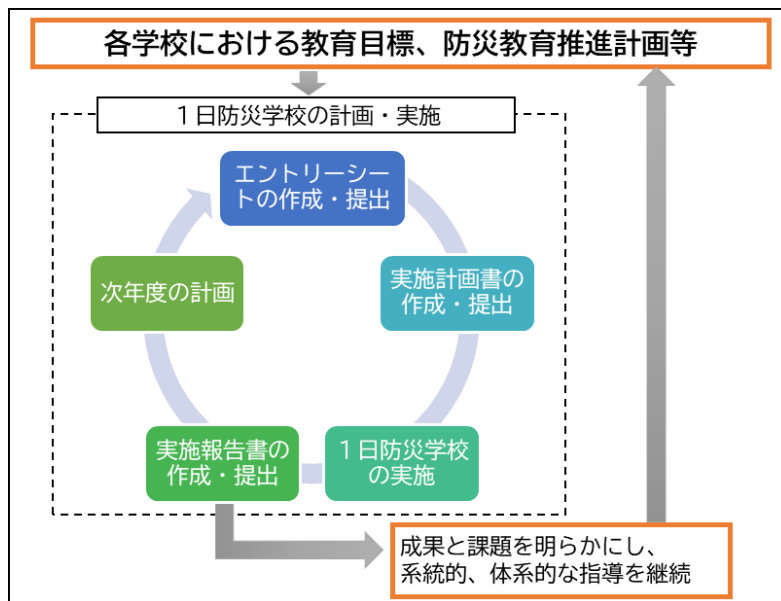 各学校における教育目標、防災教育推進計画等
１日防災学校の計画・実施
エントリーシー
トの作成・提出
実施計画書の
作成・提出
１日防災学校
の実施
実施報告書の
作成・提出
次年度の計画
成果と課題を明らかにし、
系統的、体系的な指導を継続